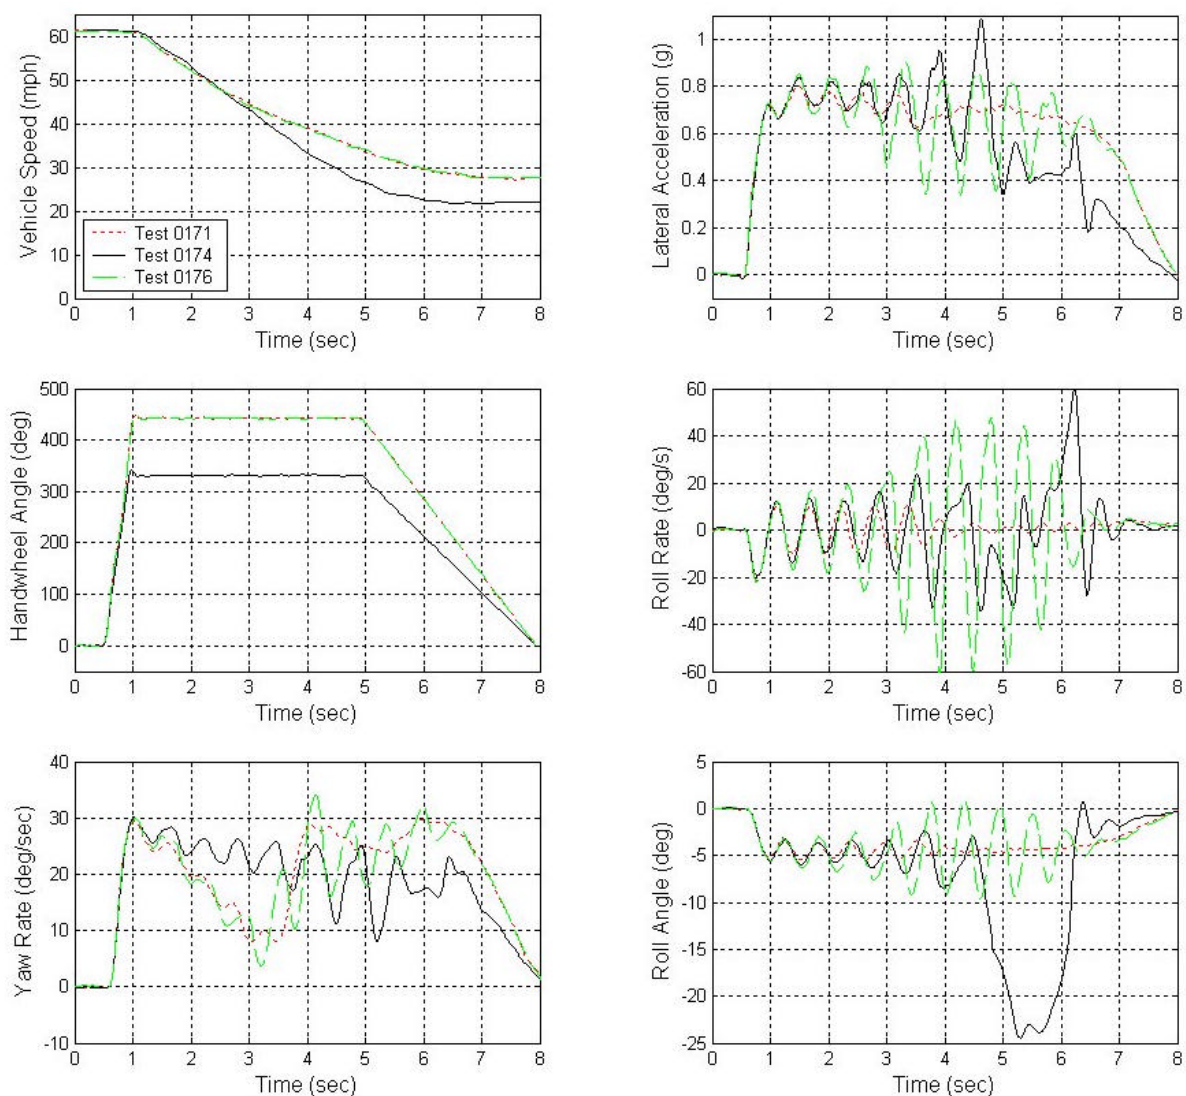 Vehicle Speed (mph)
60
50
40
30
20
10
0
Test 0171
Test 0174
Test 0176
0 1 2 3 4 5 6 7 8
Time (sec)
Lateral Acceleration (g)
1
0.8
0.6
0.4
0.2
0
0 1 2 3 4 5 6 7 8
Time (sec)
Handwheel Angle (deg)
500
400
300
200
100
0
0 1 2 3 4 5 6 7 8
Time (sec)
Roll Rate (deg/s)
60
40
20
0
-20
-40
-60
0 1 2 3 4 5 6 7 8
Time (sec)
Yaw Rate (deg/sec)
40
30
20
10
0
-10
0 1 2 3 4 5 6 7 8
Time (sec)
Roll Angle (deg)
5
0
-5
-10
-15
-20
-25
0 1 2 3 4 5 6 7 8
Time (sec)